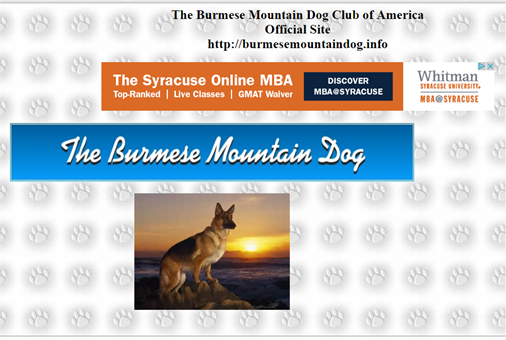 The Burmese Mountain Dog Club of America
Official Site
http://burmesemountaindog.info
The Syracuse Online MBA
Top-Ranked | Live Classes | GMAT Waiver
DISCOVER
MBA@SYRACUSE
Whitman
SYRACUSE UNIVERSITY
MBA@SYRACUSE
The Burmese Mountain Dog